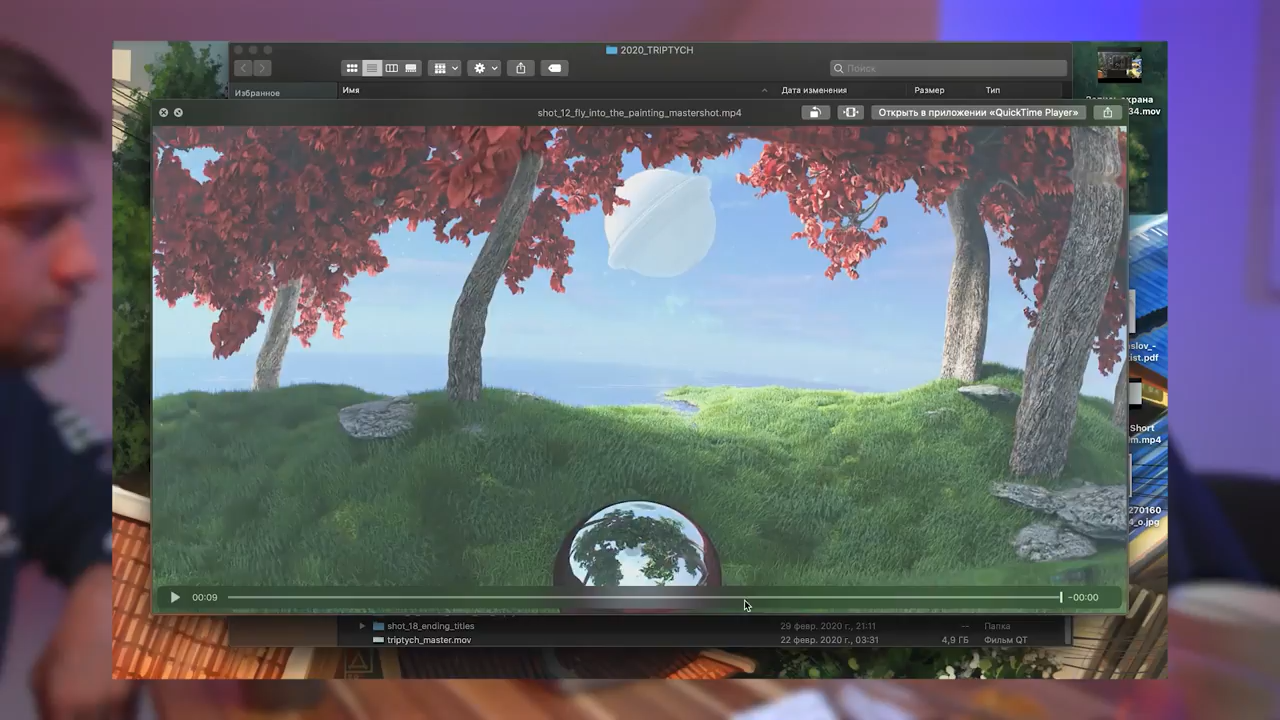 2020_TRIPTYCH
Поиск
Избранное
Имя
Дата изменения
Размер
Тип
34.mov
shot_12_fly_into_the_painting_mastershot.mp4
Открыть в приложении «QuickTime Player»
ist.pdf
Short
270160
00:09
-00:00
shot_18_ending_titles
29 февр. 2020 г., 21:11
--
Папка
triptych_master.mov
22 февр. 2020 г., 03:31
4,9 ГБ
Фильм QT